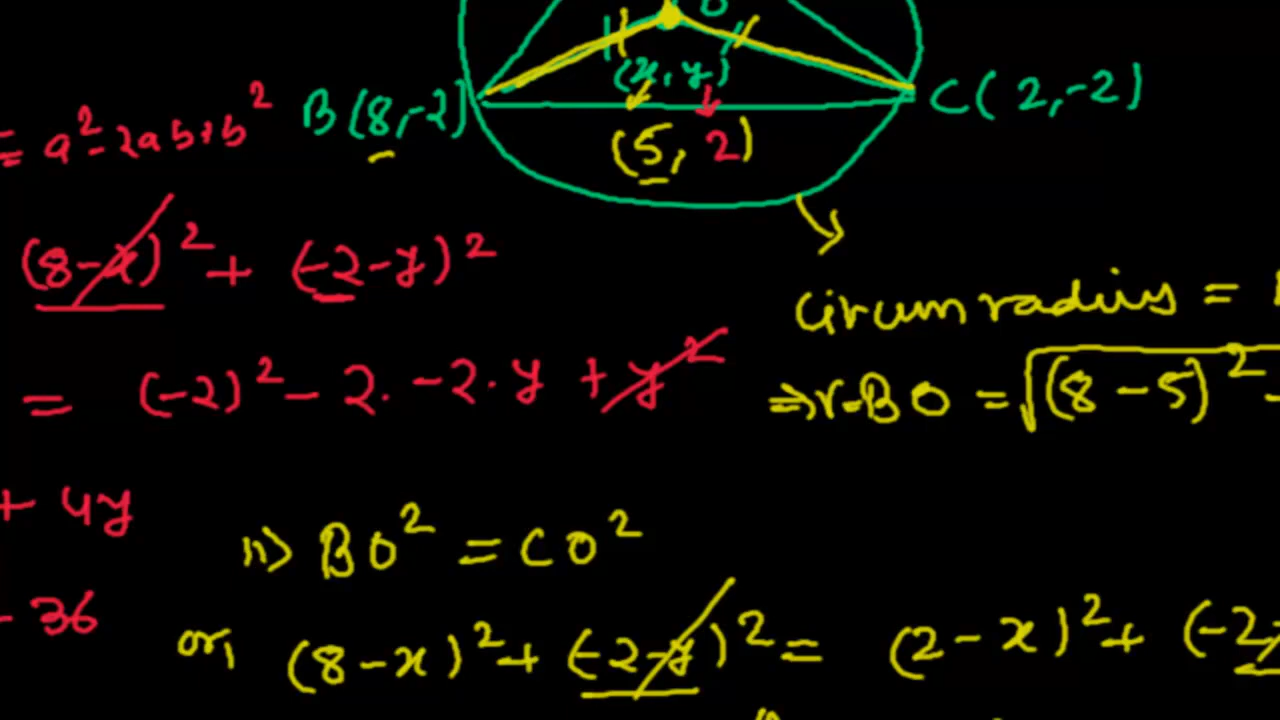 (x, y)
= a² - 2ab + b²
B (8, -2)
C (2, -2)
(5, 2)
(8-x)² + (-2-y)²
circumradius =
= (-2)² - 2. -2. y + y²
⇒ r = BO = √(8-5)²
+ 4y
ii) BO² = CO²
- 36
or, (8-x)² + (-2-y)² = (2-x)² + (-2